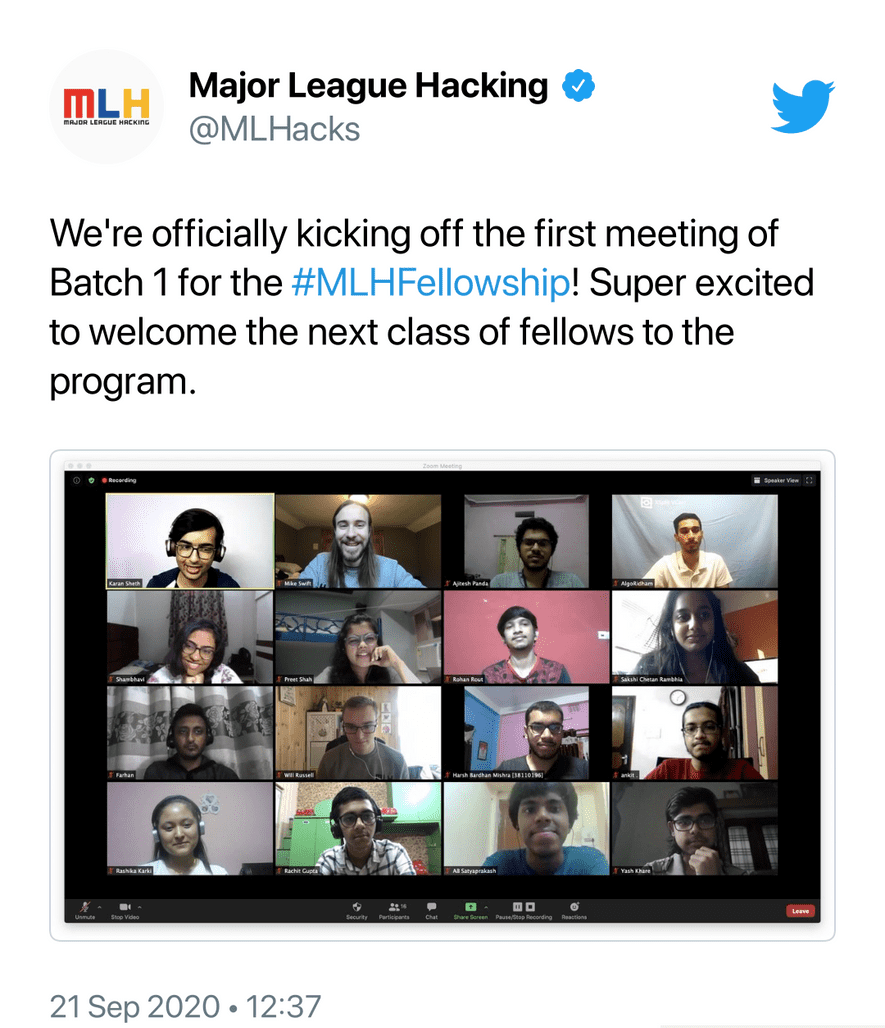 MLH
MAJOR LEAGUE HACKING
Major League Hacking
@MLHacks
We're officially kicking off the first meeting of
Batch 1 for the #MLHFellowship! Super excited
to welcome the next class of fellows to the
program.
Zoom Meeting
Recording
Speaker View
Karan Sheth
Mike Swift
Ajitesh Panda
AlgoRidham
Shambhavi
Preet Shah
Rohan Rout
Sakshi Chetan Rambhia
Farhan
Will Russell
Harsh Bardhan Mishra [38110196]
ankit .
Rashika Karki
Rachit Gupta
AB Satyaprakash
Yash Khare
Unmute
Stop Video
Security
Participants
16
Chat
Share Screen
Pause/Stop Recording
Reactions
Leave
21 Sep 2020 • 12:37